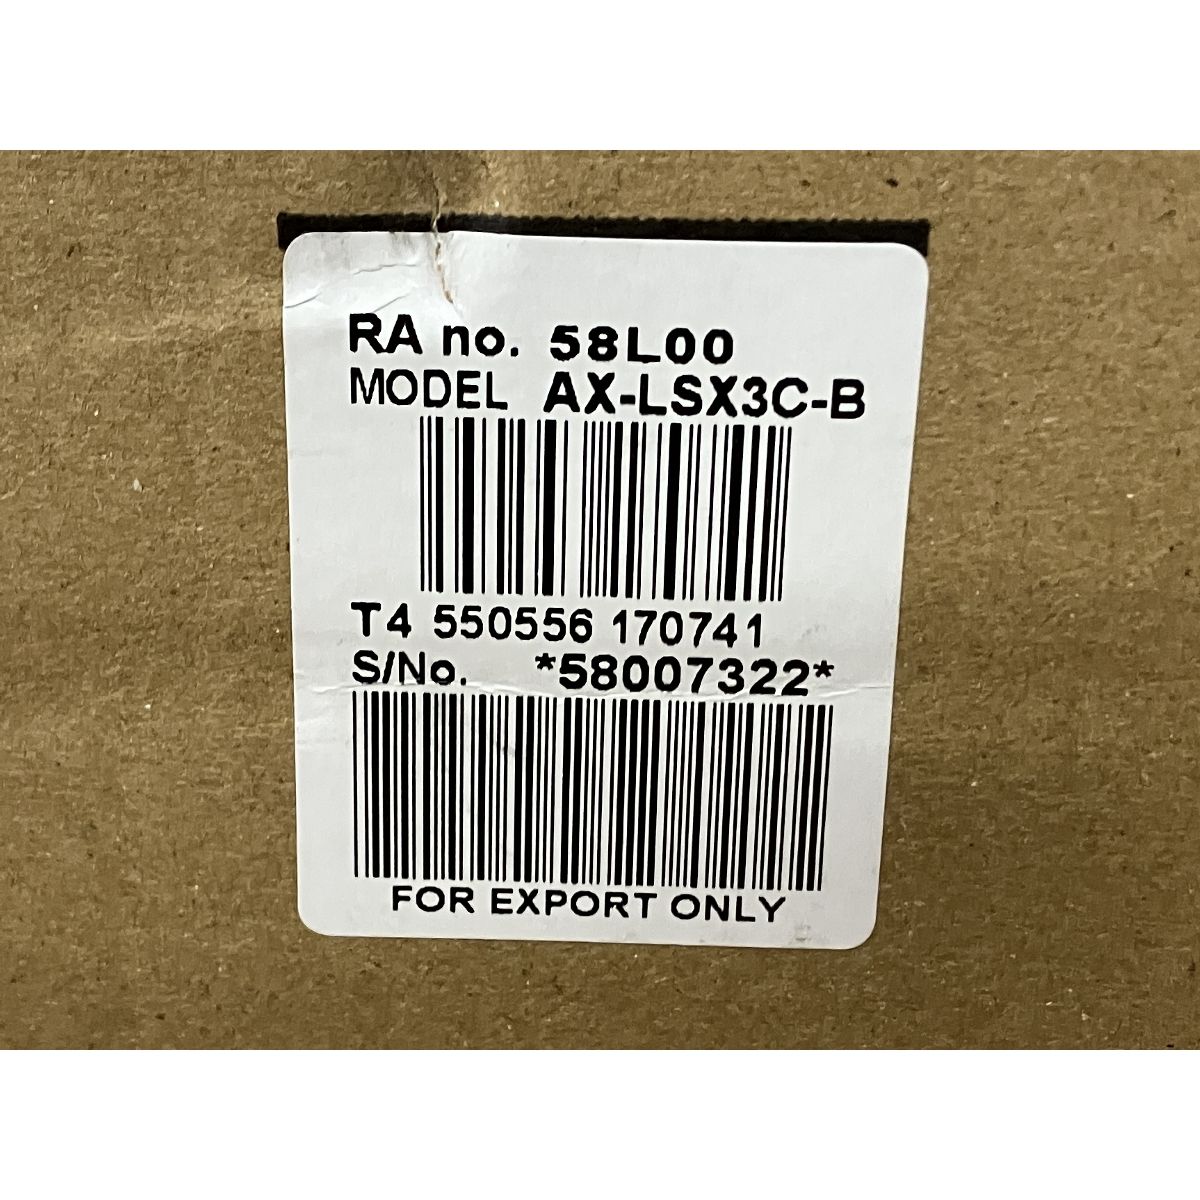 RA no. 58L00
MODEL AX-LSX3C-B
T4 550556 170741
S/No. *58007322*
FOR EXPORT ONLY